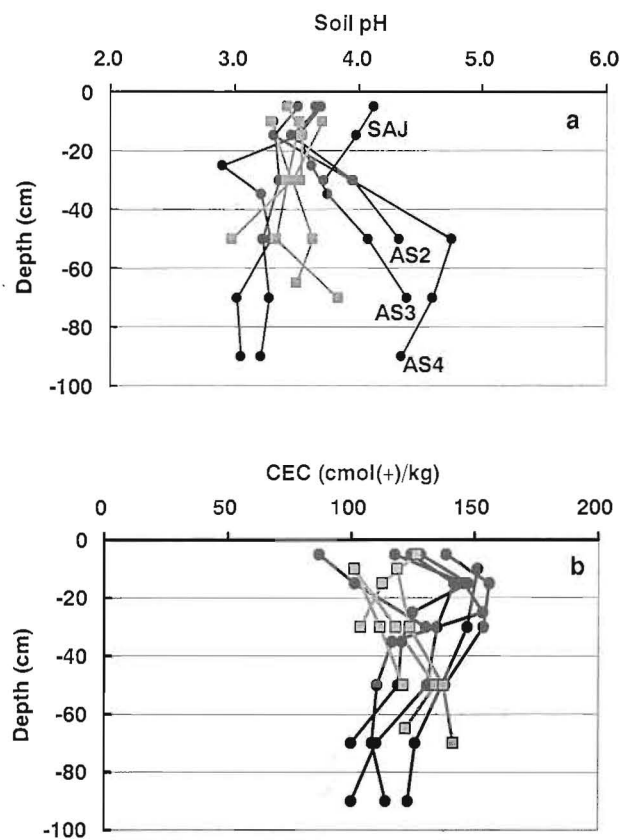 Soil pH
2.0 3.0 4.0 5.0 6.0
0
a
SAJ
-20
-40
AS2
-60
AS3
-80
AS4
-100
Depth (cm)
CEC (cmol(+)/kg)
0 50 100 150 200
0
b
-20
-40
-60
-80
-100
Depth (cm)